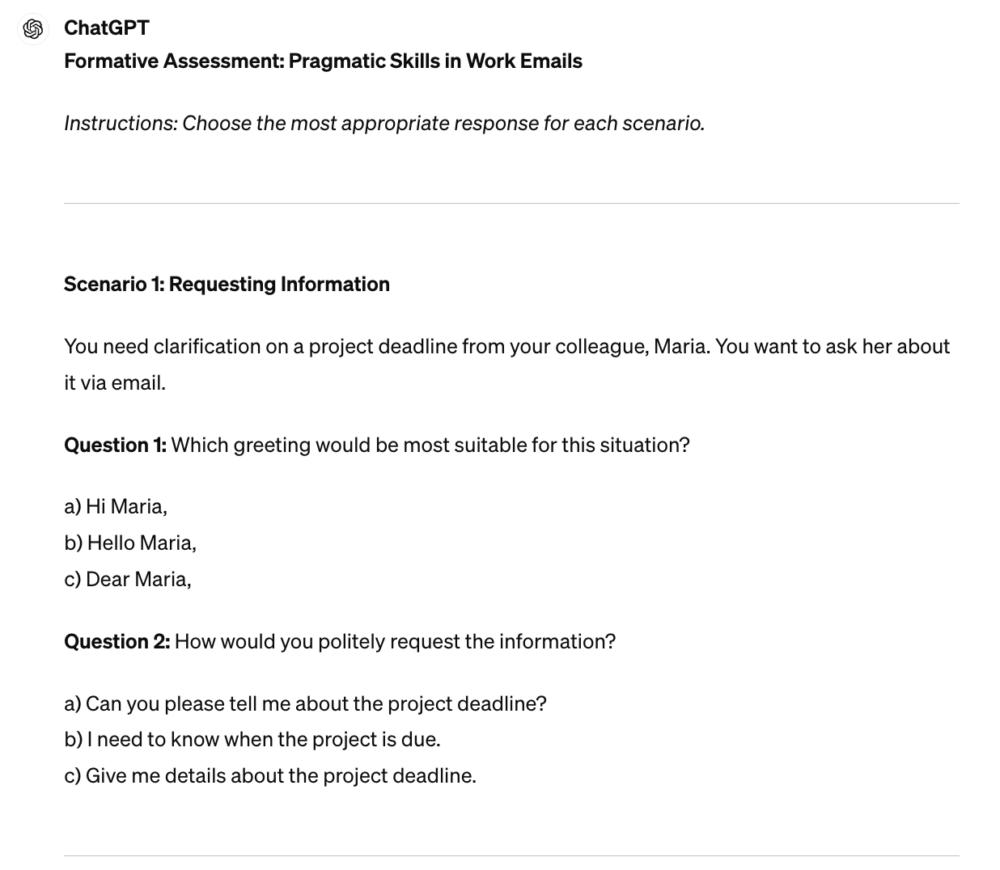 ChatGPT
Formative Assessment: Pragmatic Skills in Work Emails
Instructions: Choose the most appropriate response for each scenario.
Scenario 1: Requesting Information
You need clarification on a project deadline from your colleague, Maria. You want to ask her about
it via email.
Question 1: Which greeting would be most suitable for this situation?
a) Hi Maria,
b) Hello Maria,
c) Dear Maria,
Question 2: How would you politely request the information?
a) Can you please tell me about the project deadline?
b) I need to know when the project is due.
c) Give me details about the project deadline.